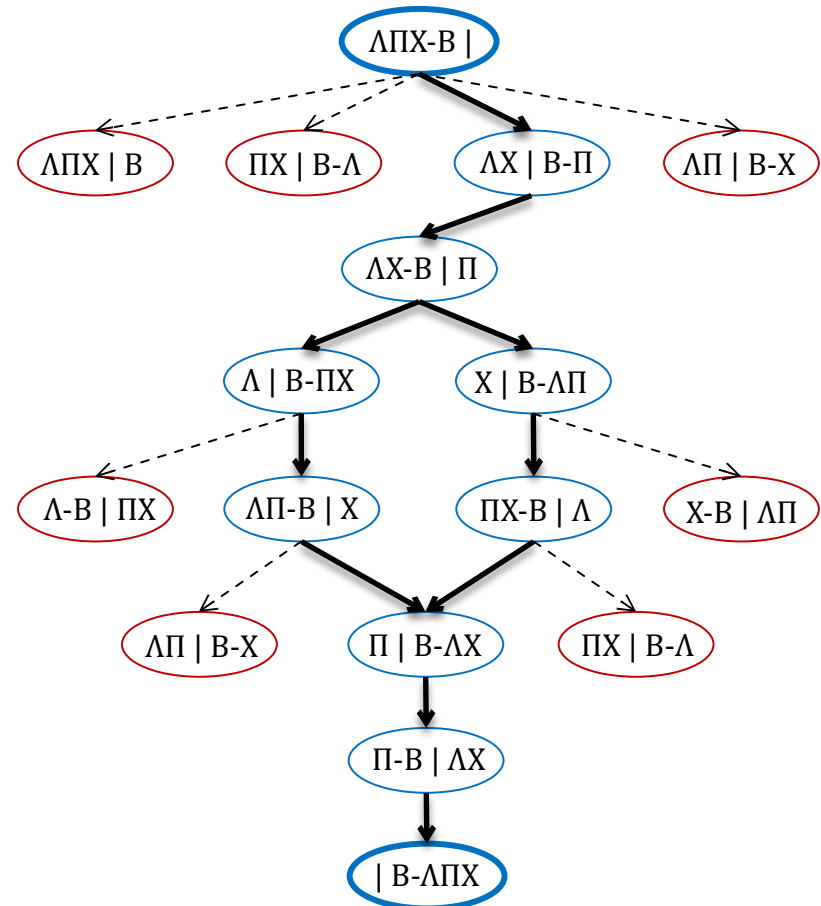 ΛΠΧ-Β |
ΛΠΧ | Β
ΠΧ | Β-Λ
ΛΧ | Β-Π
ΛΠ | Β-Χ
ΛΧ-Β | Π
Λ | Β-ΠΧ
Χ | Β-ΛΠ
Λ-Β | ΠΧ
ΛΠ-Β | Χ
ΠΧ-Β | Λ
Χ-Β | ΛΠ
ΛΠ | Β-Χ
Π | Β-ΛΧ
ΠΧ | Β-Λ
Π-Β | ΛΧ
| Β-ΛΠΧ